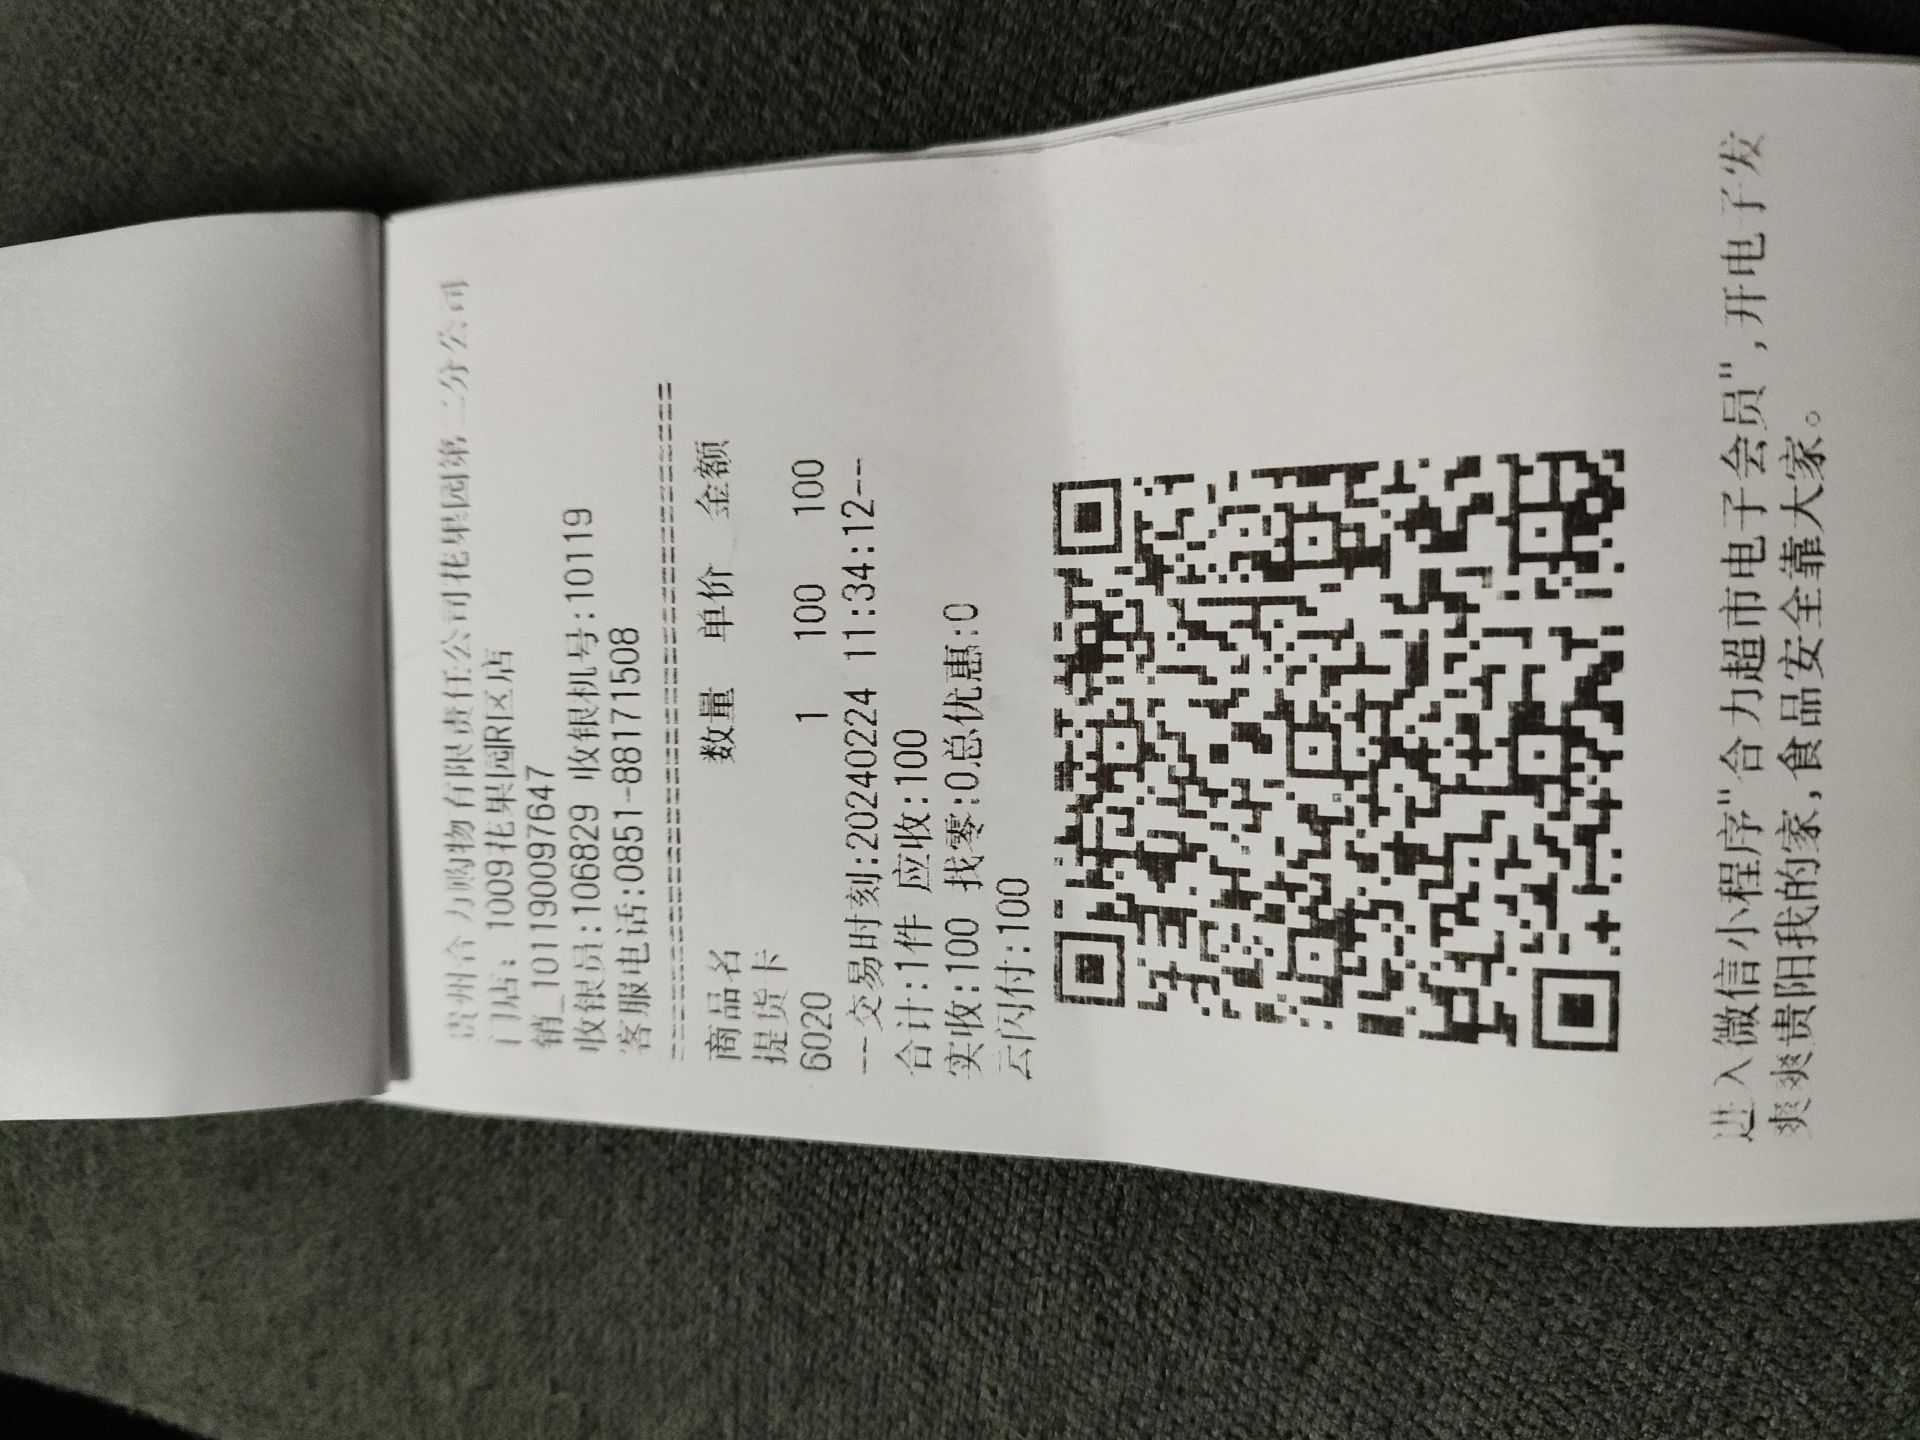 贵州合力购物有限责任公司花果园第二分公司
门店: 1009花果园R区店
销_101190097647
收银员:106829 收银机号:10119
客服电话:0851-88171508
==========================================
商品名 数量 单价 金额
提货卡
6020 1 100 100
--交易时刻:20240224 11:34:12--
合计:1件 应收:100
实收:100 找零:0总优惠:0
云闪付:100
进入微信小程序"合力超市电子会员",开电子发
爽爽贵阳我的家,食品安全靠大家。